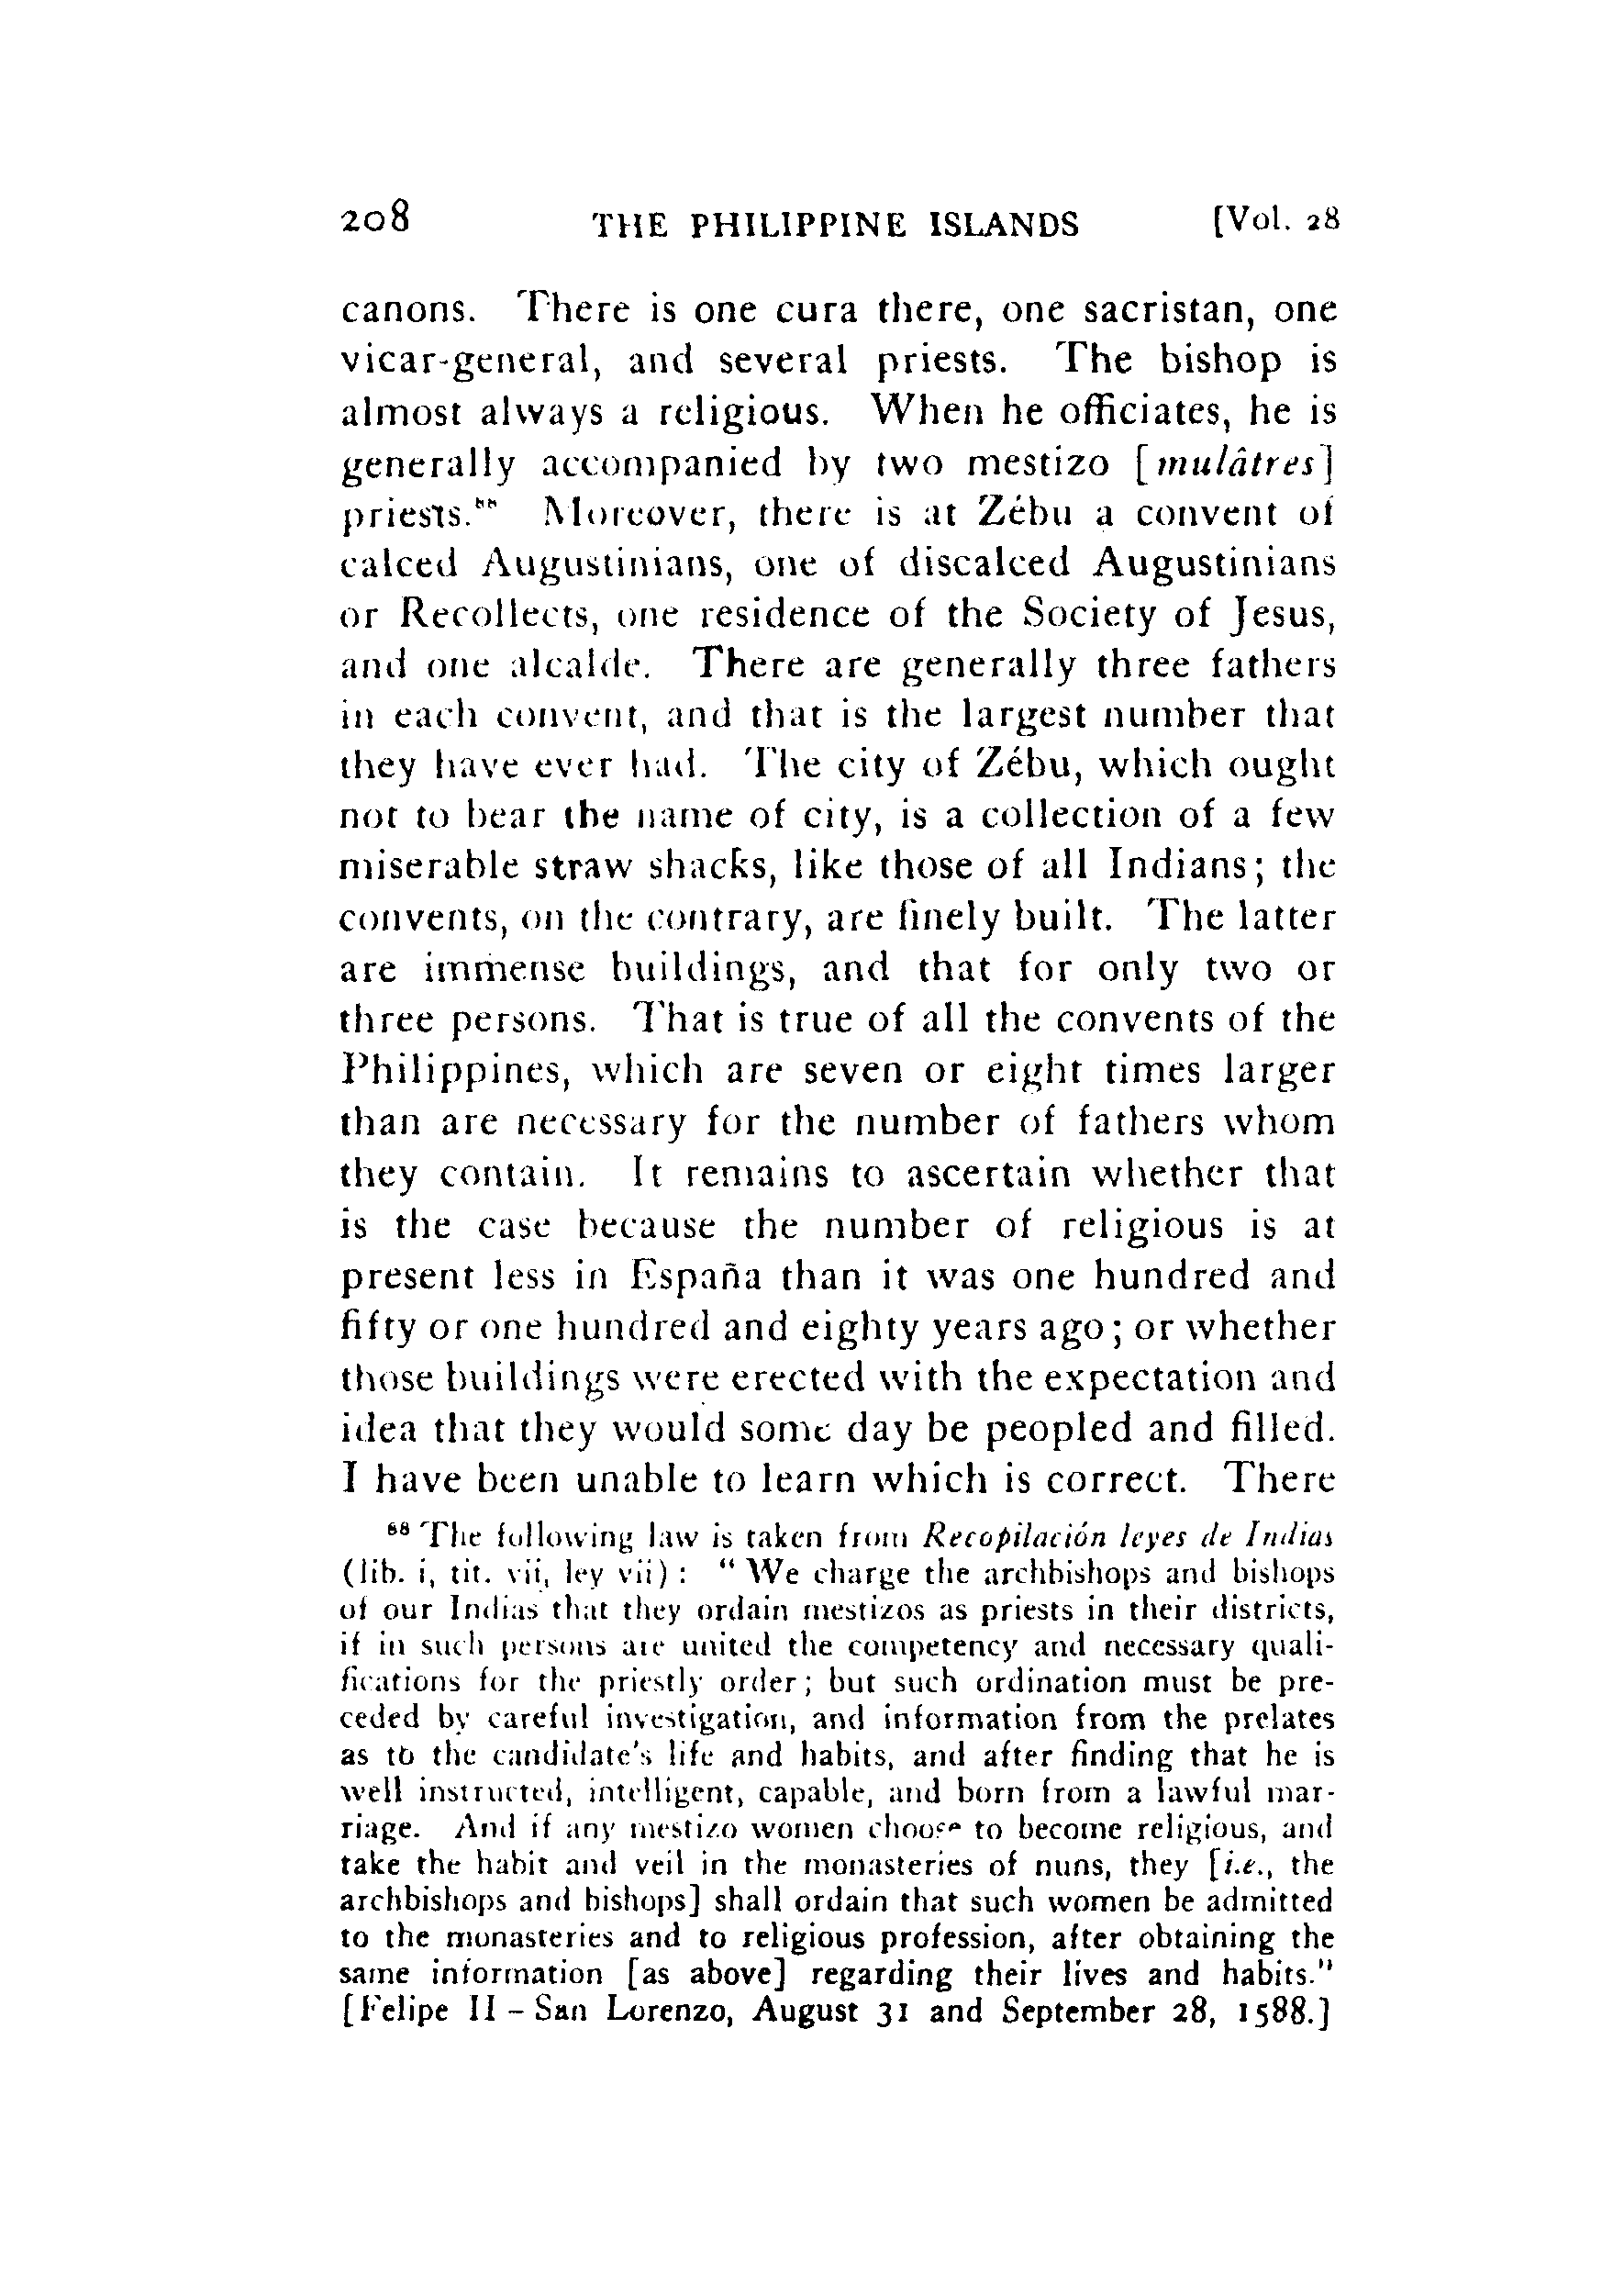 208 THE PHILIPPINE ISLANDS [Vol. 28
canons. There is one cura there, one sacristan, one
vicar-general, and several priests. The bishop is
almost always a religious. When he officiates, he is
generally accompanied by two mestizo [mulâtres]
priests.⁶⁸ Moreover, there is at Zébu a convent of
calced Augustinians, one of discalced Augustinians
or Recollects, one residence of the Society of Jesus,
and one alcalde. There are generally three fathers
in each convent, and that is the largest number that
they have ever had. The city of Zébu, which ought
not to bear the name of city, is a collection of a few
miserable straw shacks, like those of all Indians; the
convents, on the contrary, are finely built. The latter
are immense buildings, and that for only two or
three persons. That is true of all the convents of the
Philippines, which are seven or eight times larger
than are necessary for the number of fathers whom
they contain. It remains to ascertain whether that
is the case because the number of religious is at
present less in España than it was one hundred and
fifty or one hundred and eighty years ago; or whether
those buildings were erected with the expectation and
idea that they would some day be peopled and filled.
I have been unable to learn which is correct. There
⁶⁸ The following law is taken from Recopilación leyes de Indias
(lib. i, tit. vii, ley vii): "We charge the archbishops and bishops
of our Indias that they ordain mestizos as priests in their districts,
if in such persons are united the competency and necessary quali-
fications for the priestly order; but such ordination must be pre-
ceded by careful investigation, and information from the prelates
as to the candidate's life and habits, and after finding that he is
well instructed, intelligent, capable, and born from a lawful mar-
riage. And if any mestizo women choose to become religious, and
take the habit and veil in the monasteries of nuns, they [i.e., the
archbishops and bishops] shall ordain that such women be admitted
to the monasteries and to religious profession, after obtaining the
same information [as above] regarding their lives and habits."
[Felipe II – San Lorenzo, August 31 and September 28, 1588.]